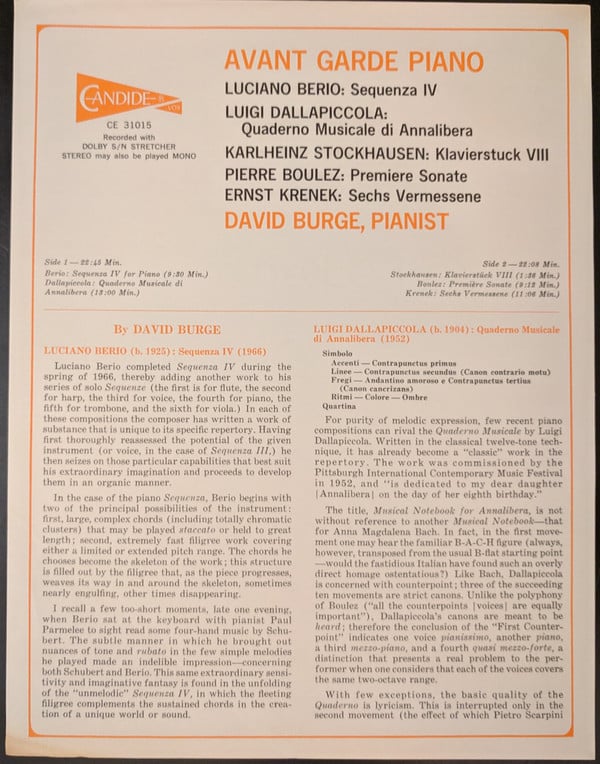 CANDIDE
VOX
CE 31015
Recorded with
DOLBY S/N STRETCHER
STEREO may also be played MONO
AVANT GARDE PIANO
LUCIANO BERIO: Sequenza IV
LUIGI DALLAPICCOLA:
Quaderno Musicale di Annalibera
KARLHEINZ STOCKHAUSEN: Klavierstuck VIII
PIERRE BOULEZ: Premiere Sonate
ERNST KRENEK: Sechs Vermessene
DAVID BURGE, PIANIST
Side 1 — 22:45 Min.
Berio: Sequenza IV for Piano (9:30 Min.)
Dallapiccola: Quaderno Musicale di
Annalibera (13:00 Min.)
Side 2 — 22:08 Min.
Stockhausen: Klavierstück VIII (1:36 Min.)
Boulez: Première Sonate (9:12 Min.)
Krenek: Sechs Vermessene (11:06 Min.)
By DAVID BURGE
LUCIANO BERIO (b. 1925) : Sequenza IV (1966)
Luciano Berio completed Sequenza IV during the
spring of 1966, thereby adding another work to his
series of solo Sequenze (the first is for flute, the second
for harp, the third for voice, the fourth for piano, the
fifth for trombone, and the sixth for viola.) In each of
these compositions the composer has written a work of
substance that is unique to its specific repertory. Having
first thoroughly reassessed the potential of the given
instrument (or voice, in the case of Sequenza III,) he
then seizes on those particular capabilities that best suit
his extraordinary imagination and proceeds to develop
them in an organic manner.
In the case of the piano Sequenza, Berio begins with
two of the principal possibilities of the instrument:
first, large, complex chords (including totally chromatic
clusters) that may be played staccato or held to great
length; second, extremely fast filigree work covering
either a limited or extended pitch range. The chords he
chooses become the skeleton of the work; this structure
is filled out by the filigree that, as the piece progresses,
weaves its way in and around the skeleton, sometimes
nearly engulfing, other times disappearing.
I recall a few too-short moments, late one evening,
when Berio sat at the keyboard with pianist Paul
Parmelee to sight read some four-hand music by Schu-
bert. The subtle manner in which he brought out
nuances of tone and rubato in the few simple melodies
he played made an indelible impression—concerning
both Schubert and Berio. This same extraordinary sensi-
tivity and imaginative fantasy is found in the unfolding
of the "unmelodic" Sequenza IV, in which the fleeting
filigree complements the sustained chords in the crea-
tion of a unique world or sound.
LUIGI DALLAPICCOLA (b. 1904) : Quaderno Musicale
di Annalibera (1952)
Simbolo
Accenti — Contrapunctus primus
Linee — Contrapunctus secundus (Canon contrario motu)
Fregi — Andantino amoroso e Contrapunctus tertius
(Canon cancrizans)
Ritmi — Colore — Ombre
Quartina
For purity of melodic expression, few recent piano
compositions can rival the Quaderno Musicale by Luigi
Dallapiccola. Written in the classical twelve-tone tech-
nique, it has already become a "classic" work in the
repertory. The work was commissioned by the
Pittsburgh International Contemporary Music Festival
in 1952, and "is dedicated to my dear daughter
[Annalibera] on the day of her eighth birthday."
The title, Musical Notebook for Annalibera, is not
without reference to another Musical Notebook—that
for Anna Magdalena Bach. In fact, in the first move-
ment one may hear the familiar B-A-C-H figure (always,
however, transposed from the usual B-flat starting point
—would the fastidious Italian have found such an overly
direct homage ostentatious?) Like Bach, Dallapiccola
is concerned with counterpoint; three of the succeeding
ten movements are strict canons. Unlike the polyphony
of Boulez ("all the counterpoints [voices] are equally
important"), Dallapiccola's canons are meant to be
heard; therefore the conclusion of the "First Counter-
point" indicates one voice pianissimo, another piano,
a third mezzo-piano, and a fourth quasi mezzo-forte, a
distinction that presents a real problem to the per-
former when one considers that each of the voices covers
the same two-octave range.
With few exceptions, the basic quality of the
Quaderno is lyricism. This is interrupted only in the
second movement (the effect of which Pietro Scarpini